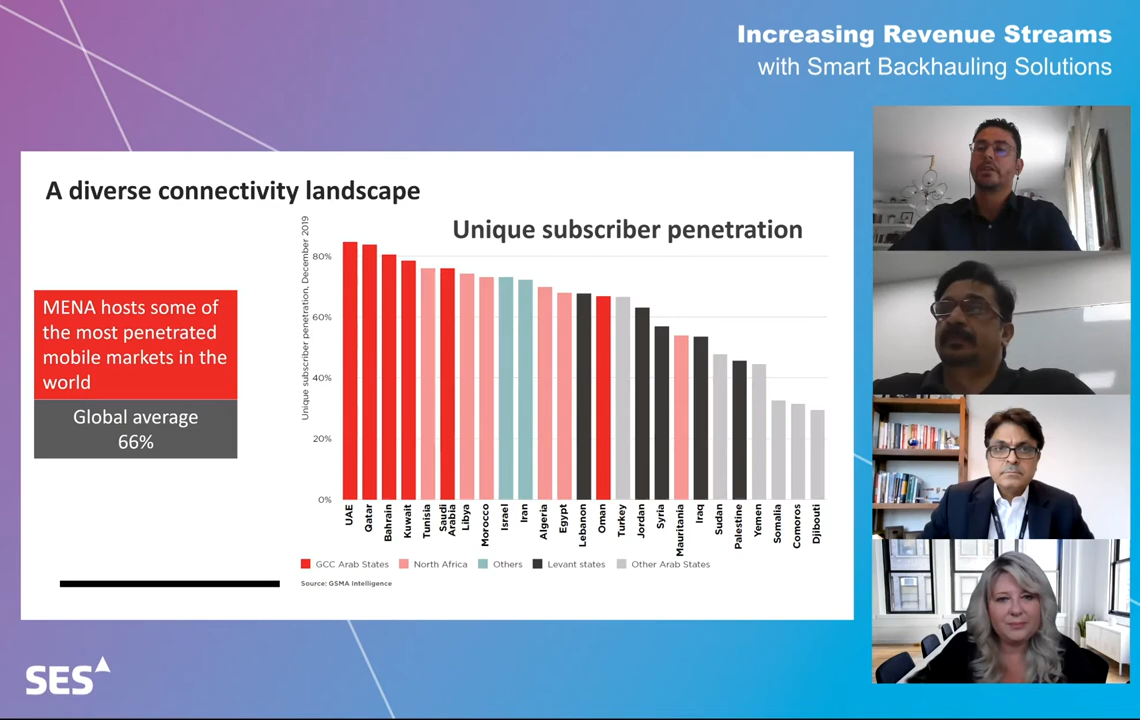 Increasing Revenue Streams
with Smart Backhauling Solutions
A diverse connectivity landscape
Unique subscriber penetration
MENA hosts some of
the most penetrated
mobile markets in the
world
Global average
66%
Unique subscriber penetration, December 2019
80%
60%
40%
20%
0%
UAE
Qatar
Bahrain
Kuwait
Tunisia
Saudi
Arabia
Libya
Morocco
Israel
Iran
Algeria
Egypt
Lebanon
Oman
Turkey
Jordan
Syria
Mauritania
Iraq
Sudan
Palestine
Yemen
Somalia
Comoros
Djibouti
GCC Arab States North Africa Others Levant states Other Arab States
Source: GSMA Intelligence
SES